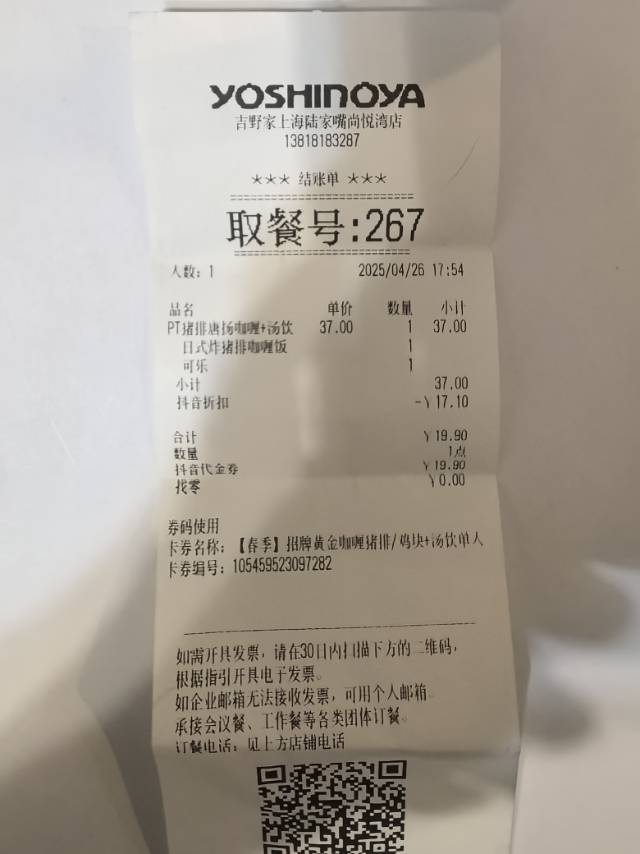 YOSHINOYA
吉野家上海陆家嘴尚悦湾店
13818183287
*** 结账单 ***
取餐号:267
人数: 1 2025/04/26 17:54
品名 单价 数量 小计
PT猪排唐扬咖喱+汤饮 37.00 1 37.00
日式炸猪排咖喱饭 1
可乐 1
小计 37.00
抖音折扣 -¥17.10
合计 ¥19.90
数量 1点
抖音代金券 ¥19.90
找零 ¥0.00
券码使用
卡券名称: 【春季】招牌黄金咖喱猪排/鸡块+汤饮单人
卡券编号: 105459523097282
如需开具发票, 请在30日内扫描下方的二维码,
根据指引开具电子发票。
如企业邮箱无法接收发票, 可用个人邮箱。
承接会议餐、工作餐等各类团体订餐。
订餐电话: 见上方店铺电话